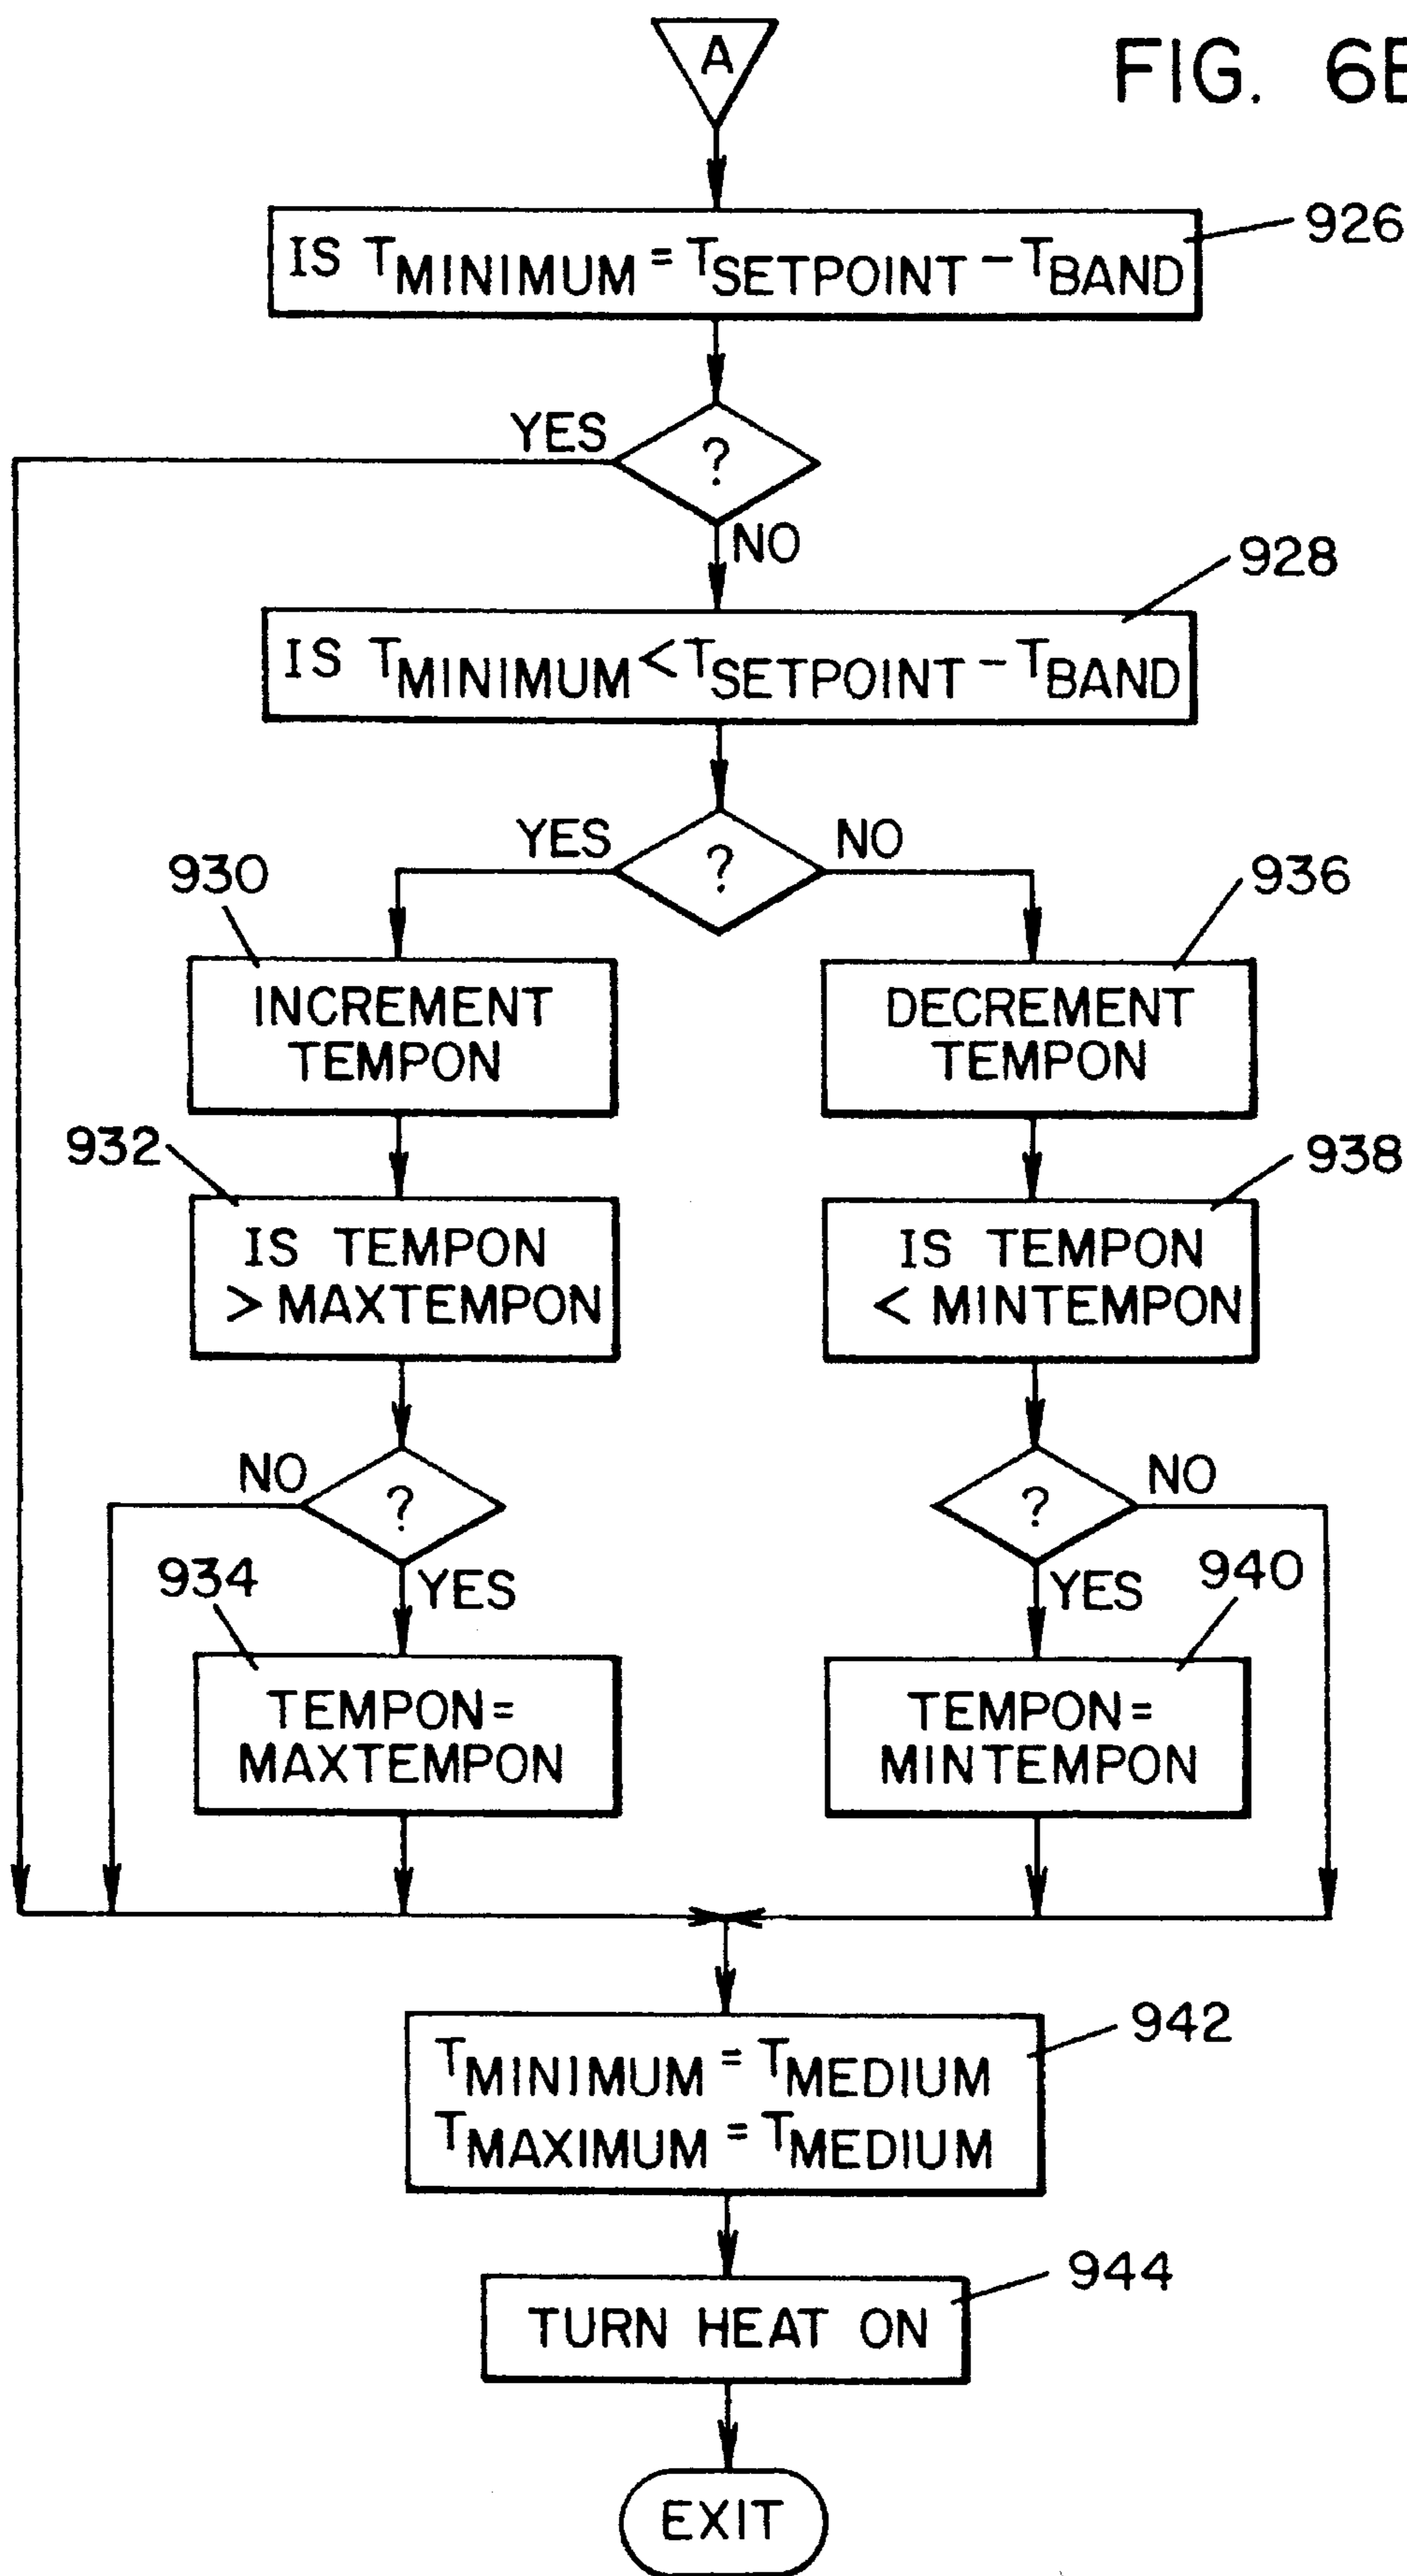 A
FIG. 6B
IS TMINIMUM = TSETPOINT - TBAND
926
YES
?
NO
928
IS TMINIMUM < TSETPOINT - TBAND
YES
?
NO
930
936
INCREMENT
TEMPON
DECREMENT
TEMPON
932
938
IS TEMPON
> MAXTEMPON
IS TEMPON
< MINTEMPON
NO
?
YES
?
NO
YES
934
940
TEMPON=
MAXTEMPON
TEMPON=
MINTEMPON
942
TMINIMUM = TMEDIUM
TMAXIMUM = TMEDIUM
944
TURN HEAT ON
EXIT